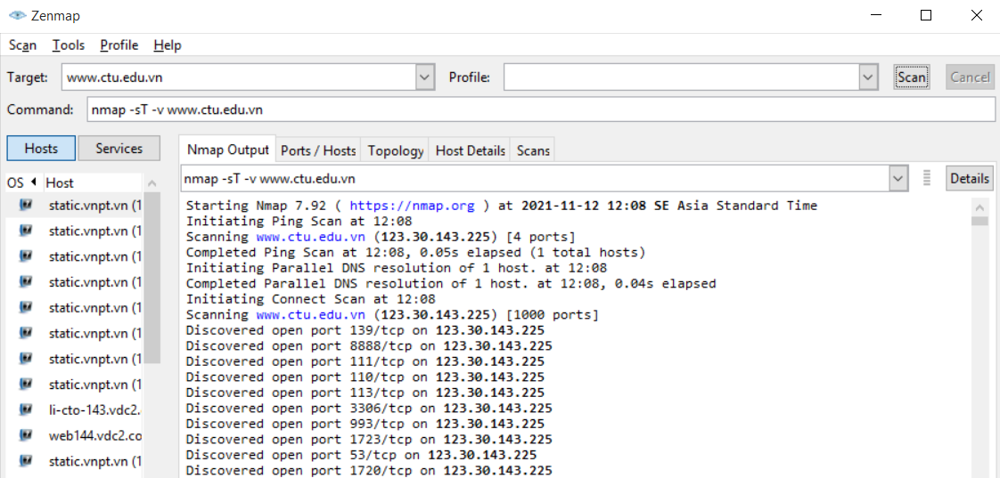 Zenmap
Scan Tools Profile Help
Target: www.ctu.edu.vn Profile: Scan Cancel
Command: nmap -sT -v www.ctu.edu.vn
Hosts Services
Nmap Output Ports / Hosts Topology Host Details Scans
OS Host
nmap -sT -v www.ctu.edu.vn Details
static.vnpt.vn (1
static.vnpt.vn (1
static.vnpt.vn (1
static.vnpt.vn (1
static.vnpt.vn (1
static.vnpt.vn (1
static.vnpt.vn (1
static.vnpt.vn (1
li-cto-143.vdc2.
web144.vdc2.co
static.vnpt.vn (1
Starting Nmap 7.92 ( https://nmap.org ) at 2021-11-12 12:08 SE Asia Standard Time
Initiating Ping Scan at 12:08
Scanning www.ctu.edu.vn (123.30.143.225) [4 ports]
Completed Ping Scan at 12:08, 0.05s elapsed (1 total hosts)
Initiating Parallel DNS resolution of 1 host. at 12:08
Completed Parallel DNS resolution of 1 host. at 12:08, 0.04s elapsed
Initiating Connect Scan at 12:08
Scanning www.ctu.edu.vn (123.30.143.225) [1000 ports]
Discovered open port 139/tcp on 123.30.143.225
Discovered open port 8888/tcp on 123.30.143.225
Discovered open port 111/tcp on 123.30.143.225
Discovered open port 110/tcp on 123.30.143.225
Discovered open port 113/tcp on 123.30.143.225
Discovered open port 3306/tcp on 123.30.143.225
Discovered open port 993/tcp on 123.30.143.225
Discovered open port 1723/tcp on 123.30.143.225
Discovered open port 53/tcp on 123.30.143.225
Discovered open port 1720/tcp on 123.30.143.225